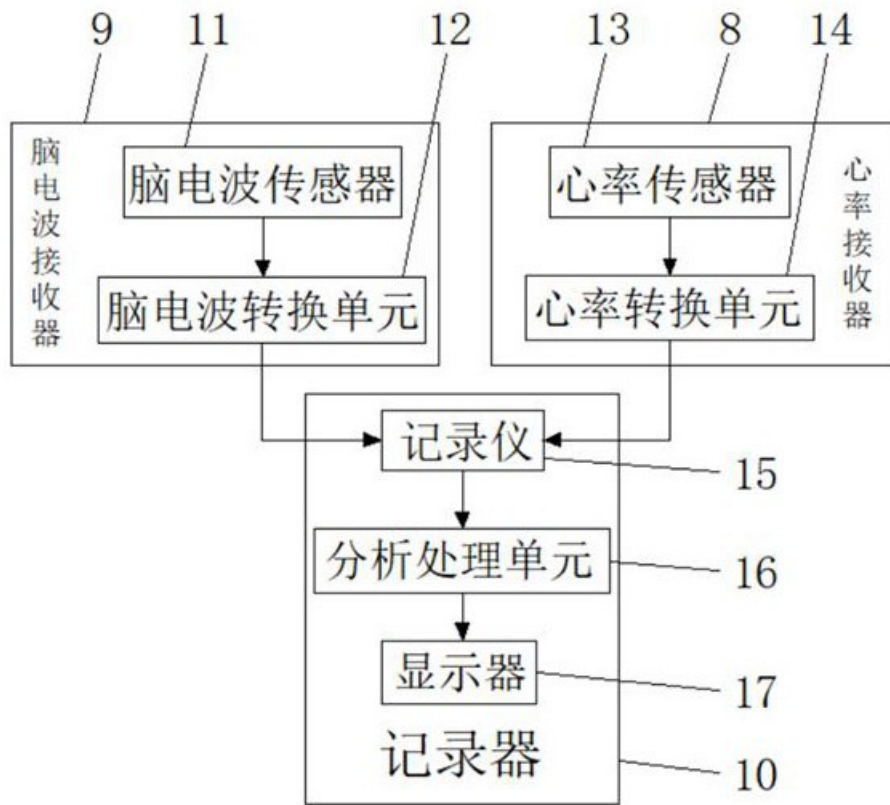 9 11 12 13 8 14
脑电波接收器
脑电波传感器
脑电波转换单元
心率传感器
心率转换单元
心率接收器
记录仪
15
分析处理单元
16
显示器
17
记录器
10